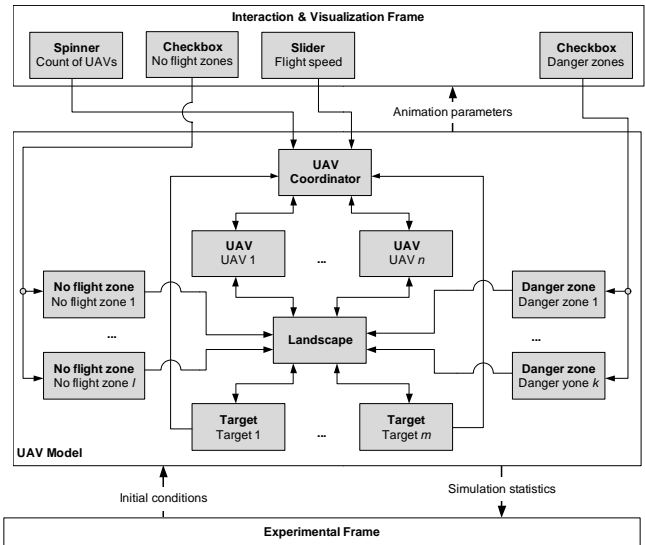 Interaction & Visualization Frame
Spinner
Count of UAVs
Checkbox
No flight zones
Slider
Flight speed
Checkbox
Danger zones
Animation parameters
UAV
Coordinator
UAV
UAV 1
...
UAV
UAV n
No flight zone
No flight zone 1
Danger zone
Danger zone 1
...
Landscape
...
No flight zone
No flight zone l
Danger zone
Danger yone k
Target
Target 1
...
Target
Target m
UAV Model
Initial conditions
Simulation statistics
Experimental Frame